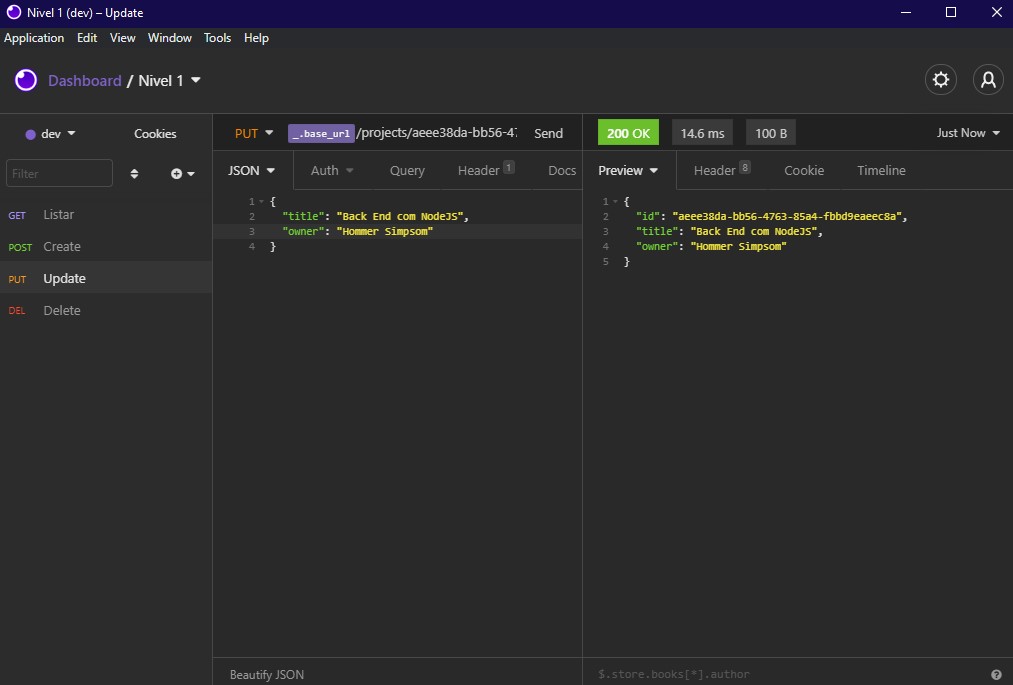 Nivel 1 (dev) – Update
Application Edit View Window Tools Help
Dashboard / Nivel 1
dev Cookies
Filter
GET Listar
POST Create
PUT Update
DEL Delete
PUT _.base_url /projects/aeee38da-bb56-47 Send
JSON Auth Query Header 1 Docs
1 {
2 "title": "Back End com NodeJS",
3 "owner": "Hommer Simpsom"
4 }
Beautify JSON
200 OK 14.6 ms 100 B Just Now
Preview Header 8 Cookie Timeline
1 {
2 "id": "aeee38da-bb56-4763-85a4-fbbd9eaeec8a",
3 "title": "Back End com NodeJS",
4 "owner": "Hommer Simpsom"
5 }
$.store.books[*].author